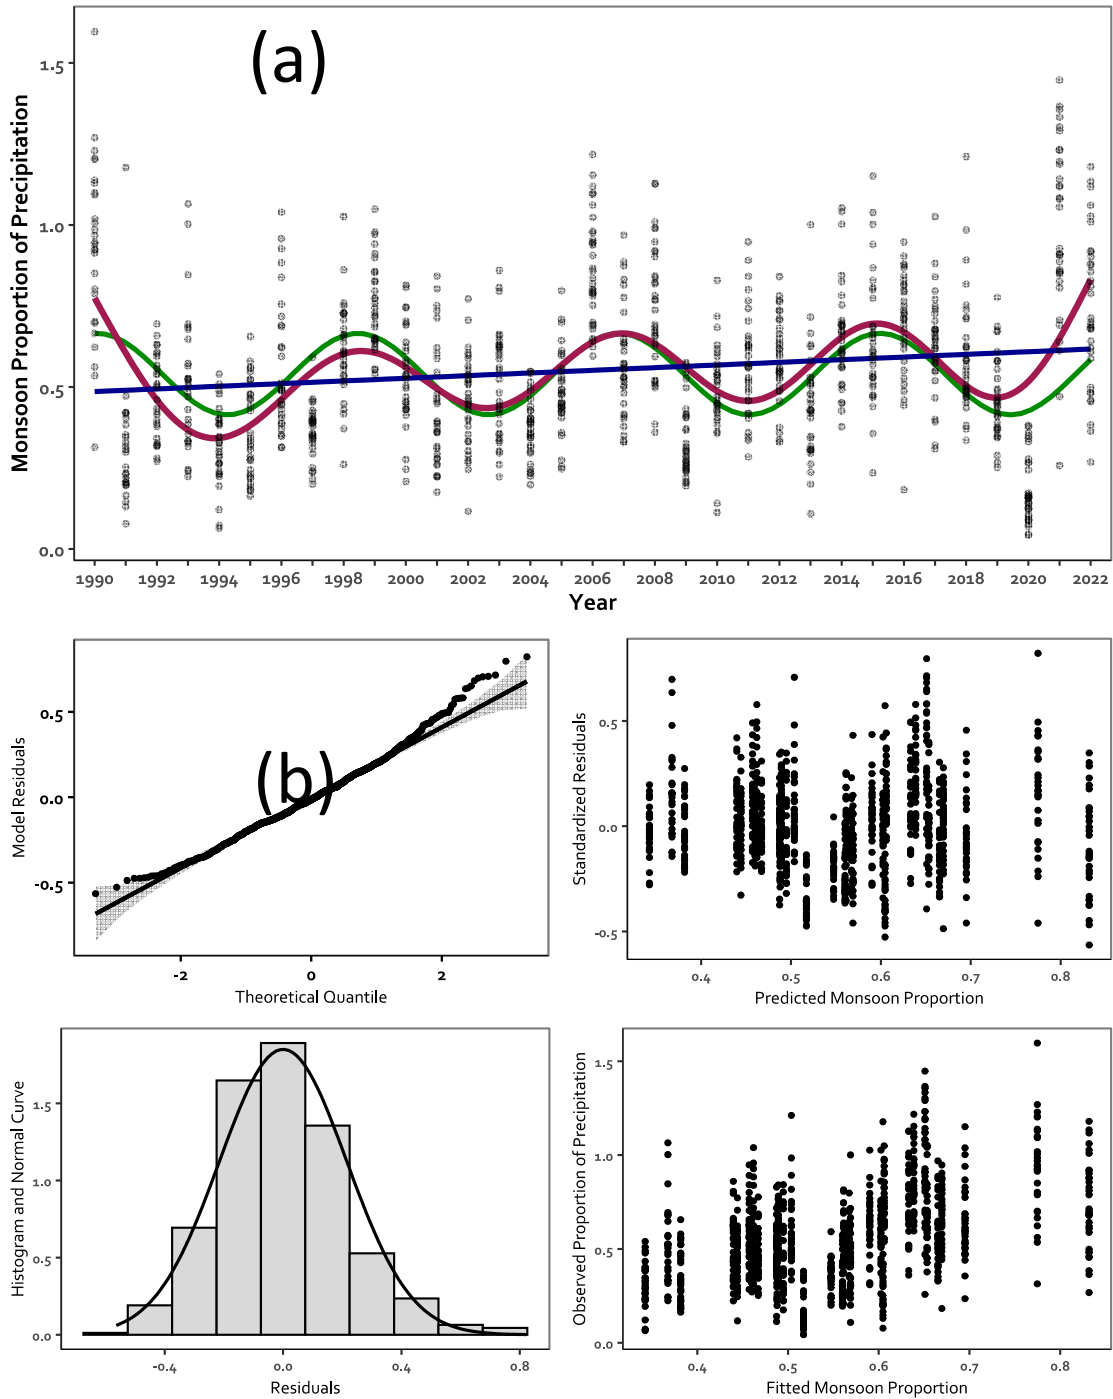 (a)
Monsoon Proportion of Precipitation
1.5
1.0
0.5
0.0
1990 1992 1994 1996 1998 2000 2002 2004 2006 2008 2010 2012 2014 2016 2018 2020 2022
Year
(b)
Model Residuals
0.5
0.0
-0.5
-2 0 2
Theoretical Quantile
Standardized Residuals
0.5
0.0
-0.5
0.4 0.5 0.6 0.7 0.8
Predicted Monsoon Proportion
Histogram and Normal Curve
1.5
1.0
0.5
0.0
-0.4 0.0 0.4 0.8
Residuals
Observed Proportion of Precipitation
1.5
1.0
0.5
0.0
0.4 0.5 0.6 0.7 0.8
Fitted Monsoon Proportion